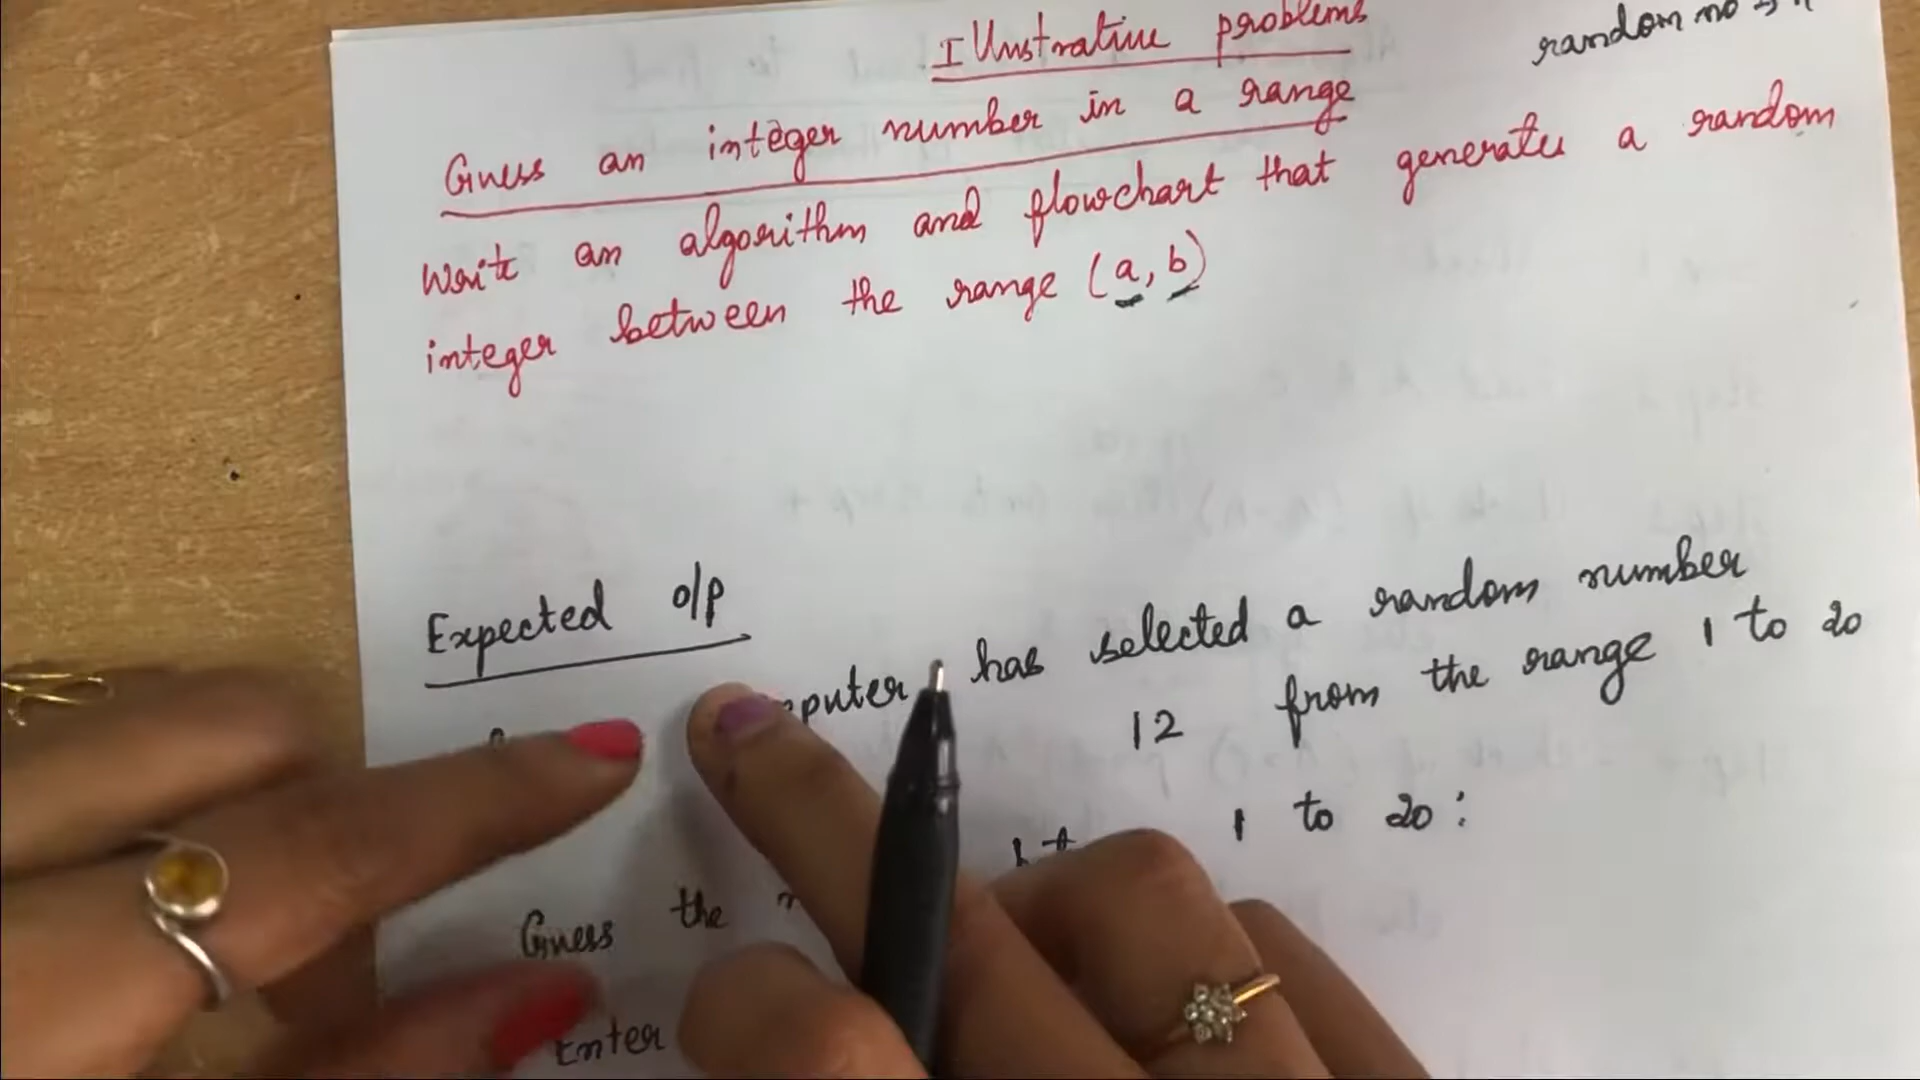 Illustrative problems
random no →
Guess an integer number in a range
Write an algorithm and flowchart that generates a random
integer between the range (a, b)
Expected o/p
has selected a random number
12 from the range 1 to 20
1 to 20:
Guess the
Enter